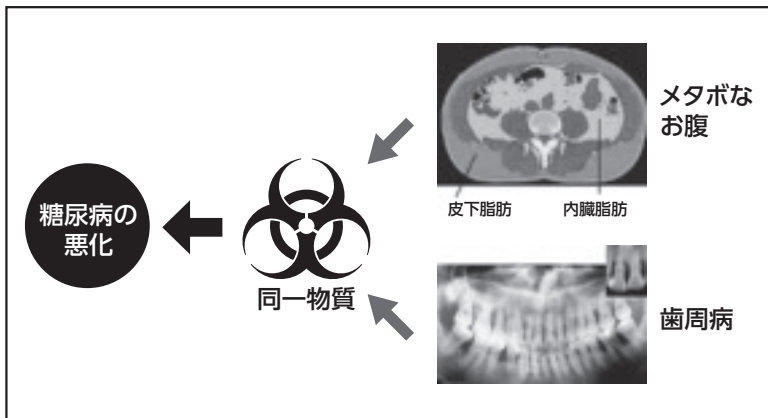 メタボな
お腹
皮下脂肪
内臓脂肪
糖尿病の
悪化
同一物質
歯周病